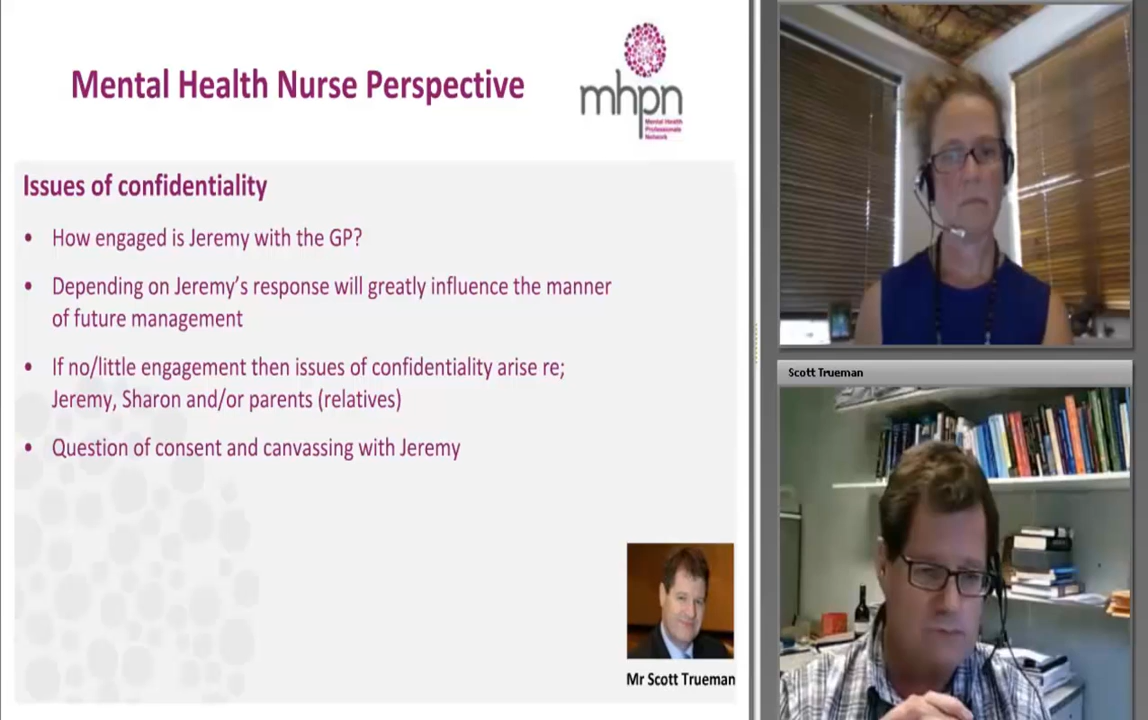 Mental Health Nurse Perspective
mhpn
Mental Health
Professionals
Network
Issues of confidentiality
• How engaged is Jeremy with the GP?
• Depending on Jeremy's response will greatly influence the manner
of future management
• If no/little engagement then issues of confidentiality arise re;
Jeremy, Sharon and/or parents (relatives)
• Question of consent and canvassing with Jeremy
Mr Scott Trueman
Scott Trueman